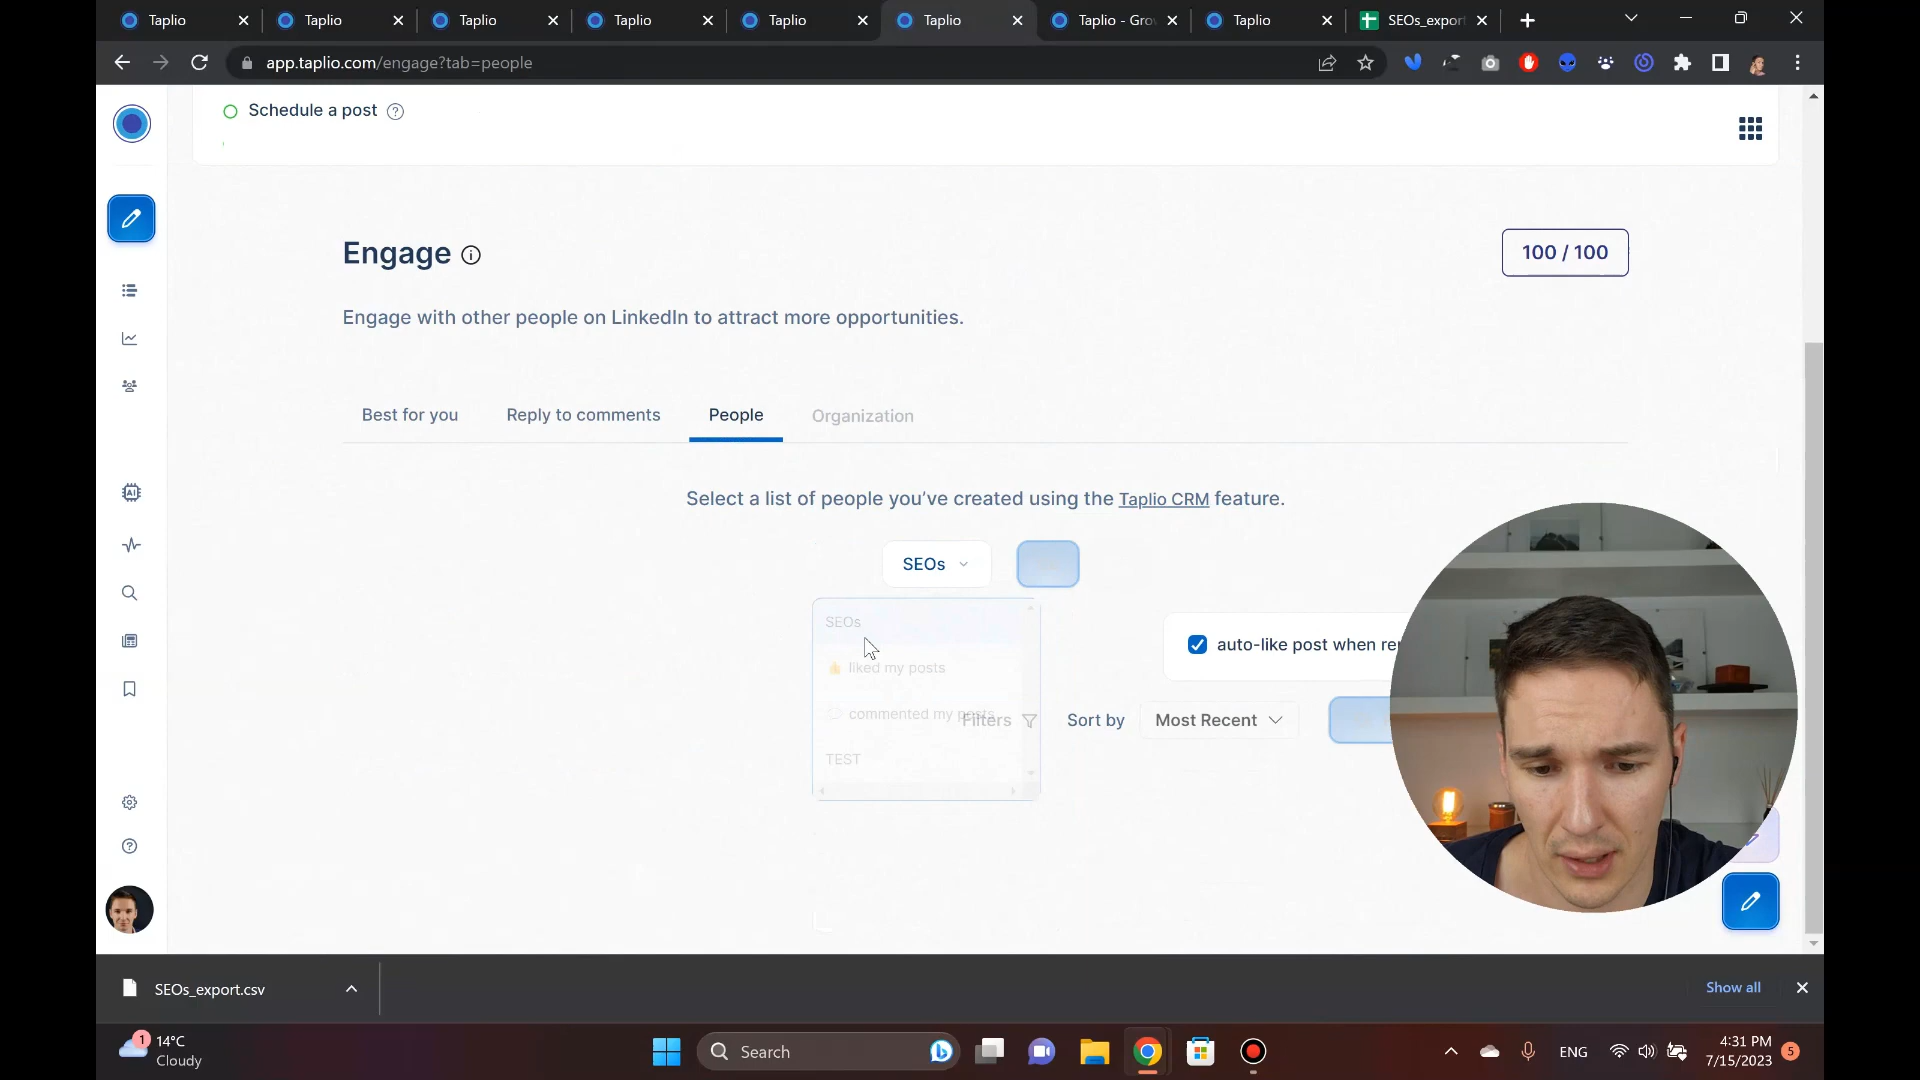 Taplio
Taplio
Taplio
Taplio
Taplio
Taplio
Taplio - Gro
Taplio
SEOs_export
app.taplio.com/engage?tab=people
Schedule a post
Engage
100 / 100
Engage with other people on LinkedIn to attract more opportunities.
Best for you
Reply to comments
People
Organization
Select a list of people you've created using the Taplio CRM feature.
SEOs
SEOs
auto-like post when re
liked my posts
commented my posts
Filters
Sort by
Most Recent
TEST
AI
SEOs_export.csv
Show all
1
14°C
Cloudy
Search
ENG
4:31 PM
7/15/2023
5